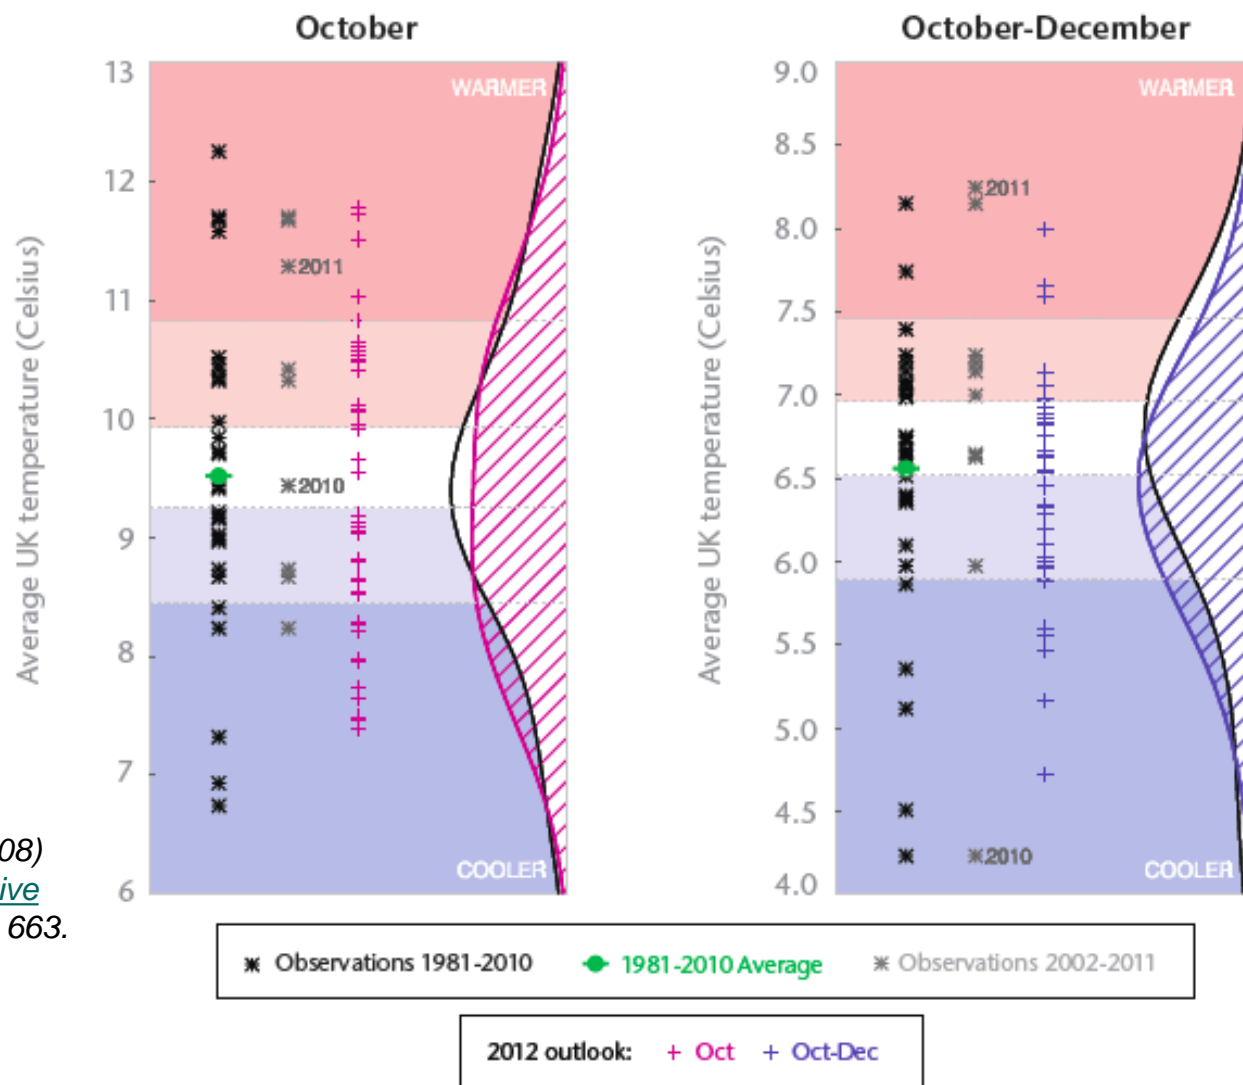 October
October-December
Average UK temperature (Celsius)
13
12
11
10
9
8
7
6
WARMER
2011
2010
COOLER
Average UK temperature (Celsius)
9.0
8.5
8.0
7.5
7.0
6.5
6.0
5.5
5.0
4.5
4.0
WARMER
2011
2010
COOLER
08)
ive
663.
Observations 1981-2010
1981-2010 Average
Observations 2002-2011
2012 outlook: + Oct + Oct-Dec